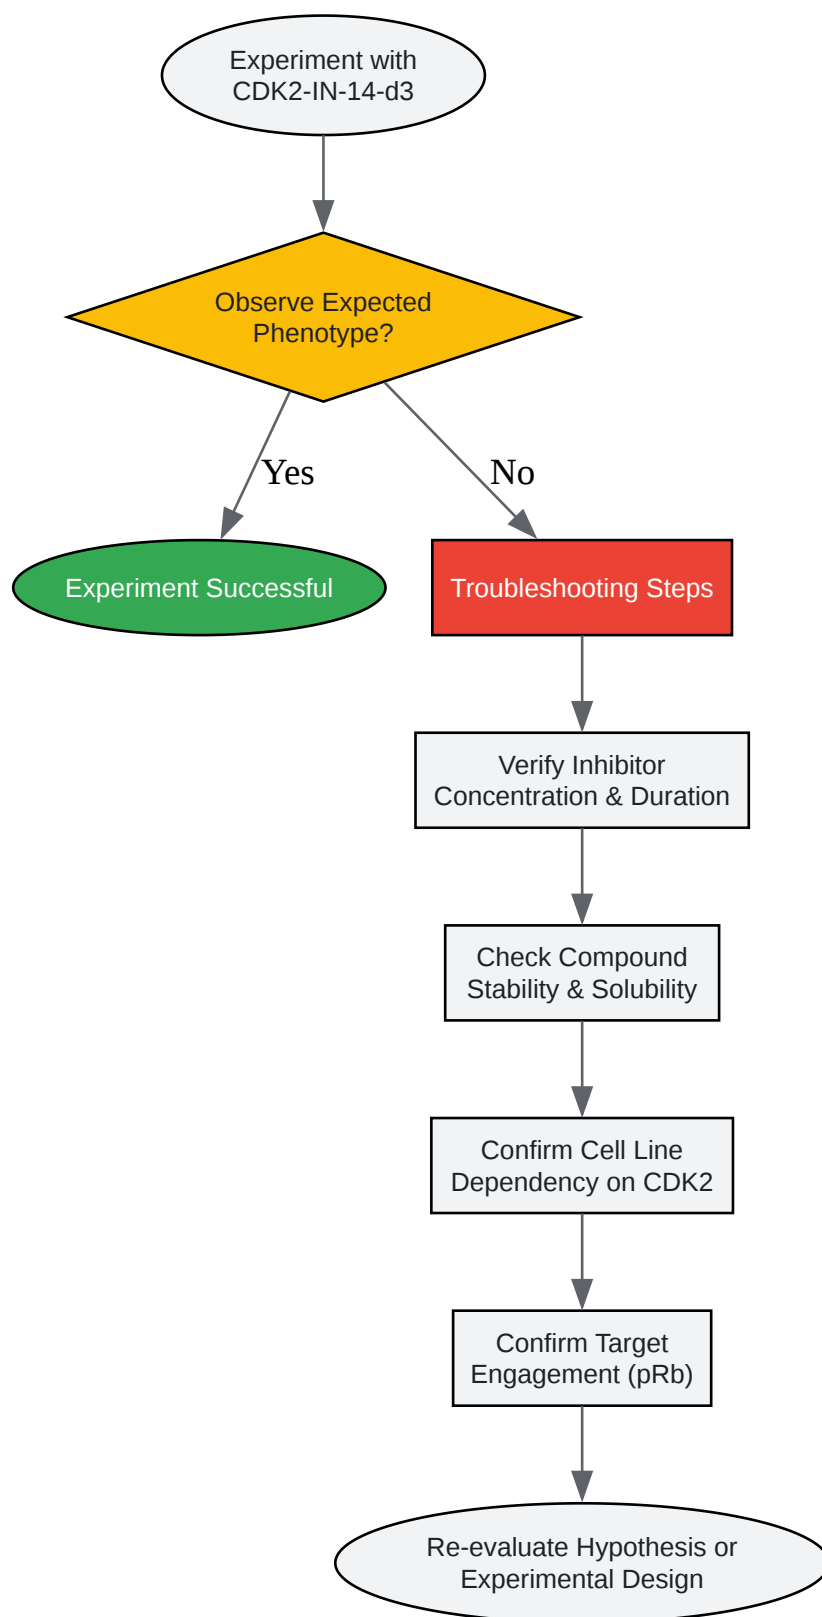 Experiment with
CDK2-IN-14-d3
Observe Expected
Phenotype?
Yes
No
Experiment Successful
Troubleshooting Steps
Verify Inhibitor
Concentration & Duration
Check Compound
Stability & Solubility
Confirm Cell Line
Dependency on CDK2
Confirm Target
Engagement (pRb)
Re-evaluate Hypothesis or
Experimental Design